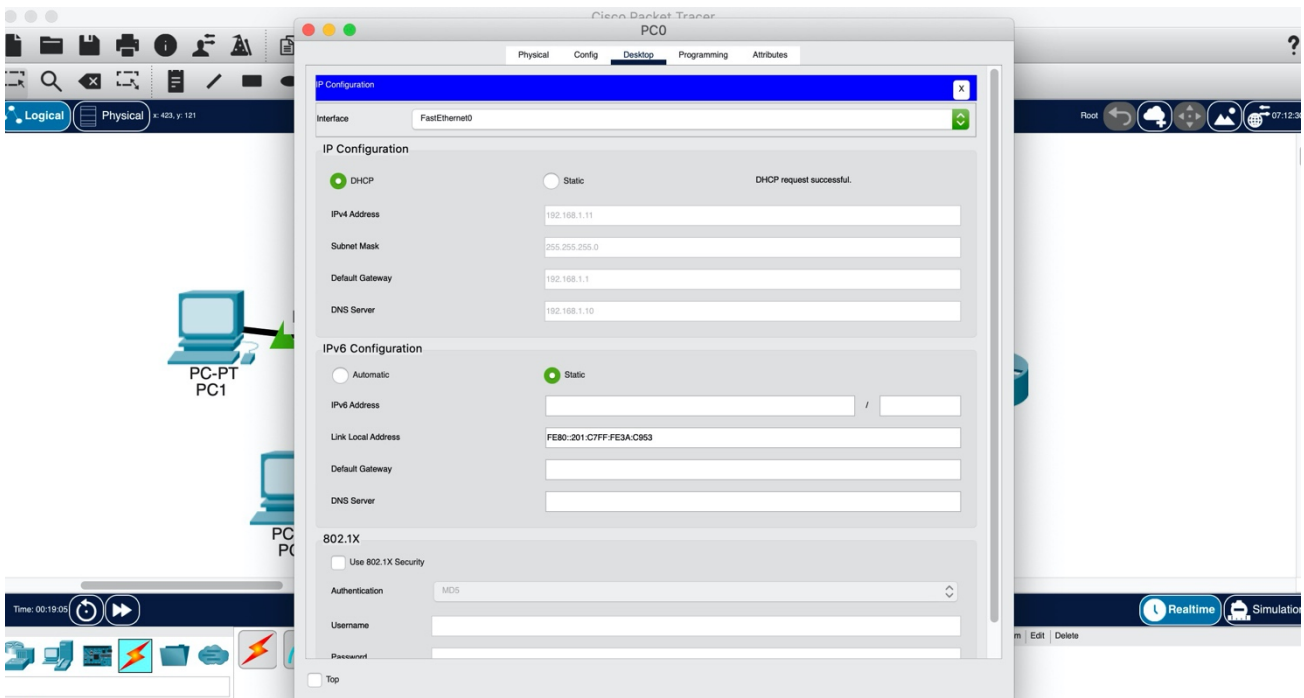 Cisco Packet Tracer
PC0
Physical Config Desktop Programming Attributes
IP Configuration X
Interface FastEthernet0
Logical Physical x: 423, y: 121
Root 07:12:30
IP Configuration
DHCP Static DHCP request successful.
IPv4 Address 192.168.1.11
Subnet Mask 255.255.255.0
Default Gateway 192.168.1.1
DNS Server 192.168.1.10
IPv6 Configuration
Automatic Static
IPv6 Address /
Link Local Address FE80::201:C7FF:FE3A:C953
Default Gateway
DNS Server
PC-PT
PC1
PC
802.1X
Use 802.1X Security
Authentication MD5
Username
Password
Time: 00:19:05
Realtime Simulation
Edit Delete
Top